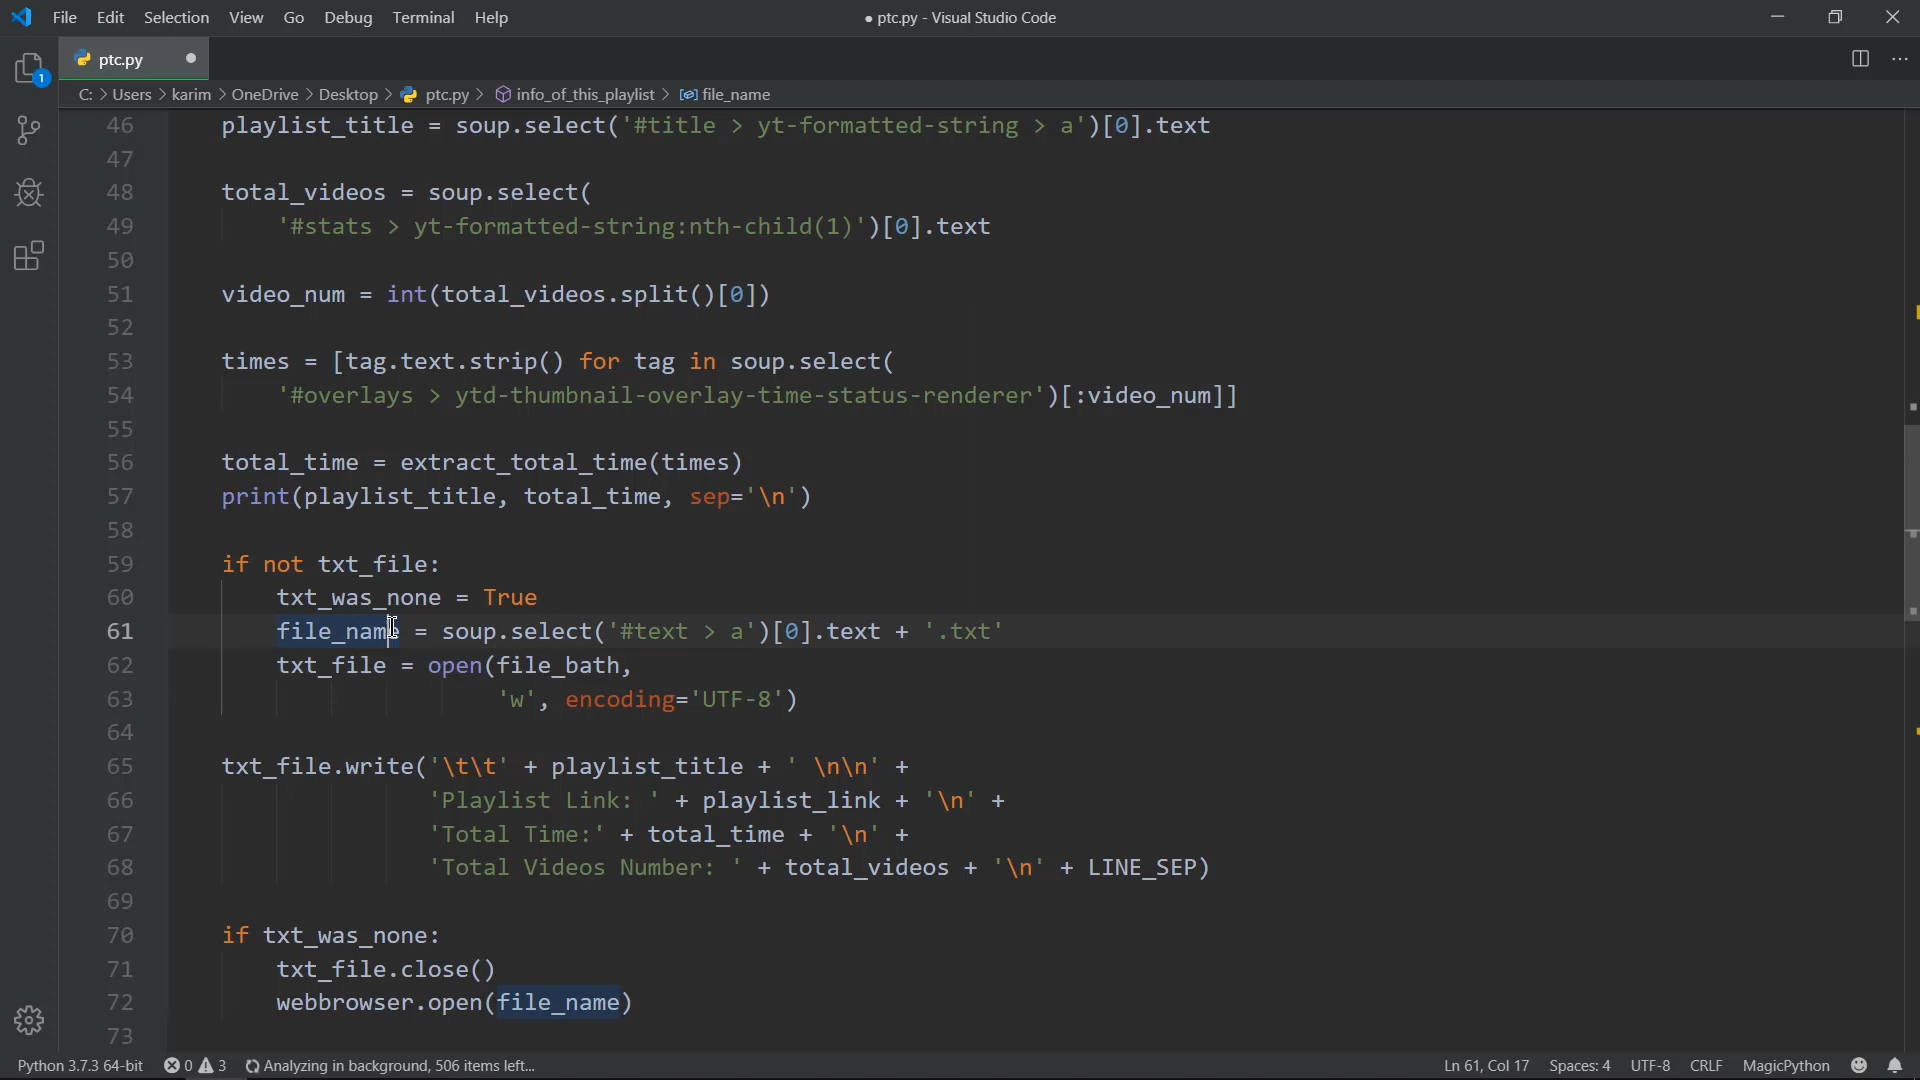 File Edit Selection View Go Debug Terminal Help
● ptc.py - Visual Studio Code
1
ptc.py
C: > Users > karim > OneDrive > Desktop > ptc.py > info_of_this_playlist > file_name
46 playlist_title = soup.select('#title > yt-formatted-string > a')[0].text
47
48 total_videos = soup.select(
49 '#stats > yt-formatted-string:nth-child(1)')[0].text
50
51 video_num = int(total_videos.split()[0])
52
53 times = [tag.text.strip() for tag in soup.select(
54 '#overlays > ytd-thumbnail-overlay-time-status-renderer')[:video_num]]
55
56 total_time = extract_total_time(times)
57 print(playlist_title, total_time, sep='\n')
58
59 if not txt_file:
60 txt_was_none = True
61 file_name = soup.select('#text > a')[0].text + '.txt'
62 txt_file = open(file_bath,
63 'w', encoding='UTF-8')
64
65 txt_file.write('\t\t' + playlist_title + ' \n\n' +
66 'Playlist Link: ' + playlist_link + '\n' +
67 'Total Time:' + total_time + '\n' +
68 'Total Videos Number: ' + total_videos + '\n' + LINE_SEP)
69
70 if txt_was_none:
71 txt_file.close()
72 webbrowser.open(file_name)
73
Python 3.7.3 64-bit 0 3 Analyzing in background, 506 items left... Ln 61, Col 17 Spaces: 4 UTF-8 CRLF MagicPython